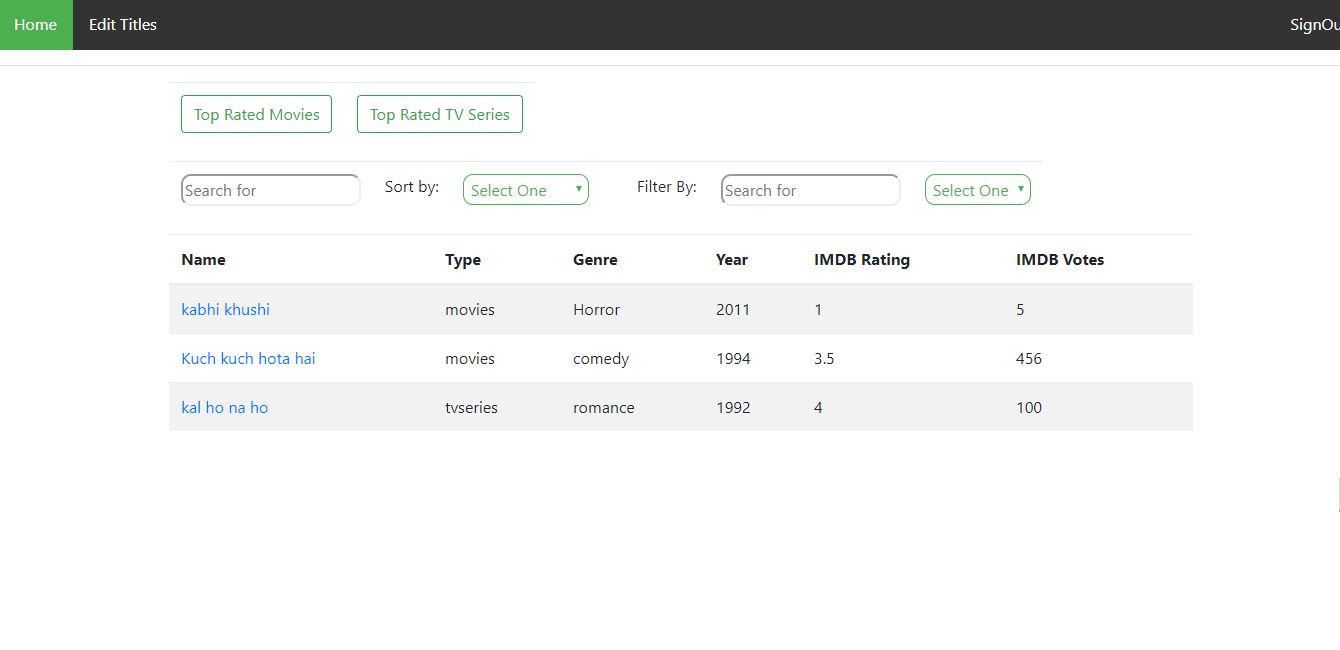 Home Edit Titles SignOu
Top Rated Movies Top Rated TV Series
Search for Sort by: Select One Filter By: Search for Select One
Name Type Genre Year IMDB Rating IMDB Votes
kabhi khushi movies Horror 2011 1 5
Kuch kuch hota hai movies comedy 1994 3.5 456
kal ho na ho tvseries romance 1992 4 100